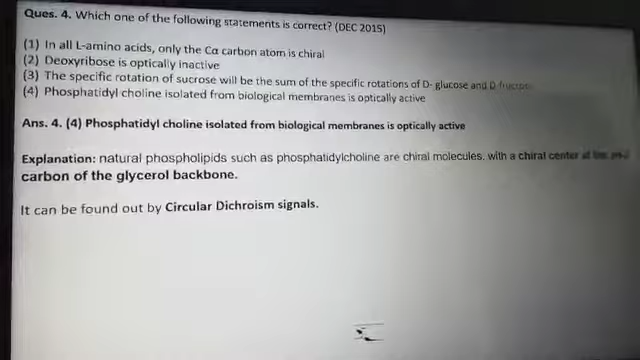 Ques. 4. Which one of the following statements is correct? (DEC 2015)
(1) In all L-amino acids, only the Cα carbon atom is chiral
(2) Deoxyribose is optically inactive
(3) The specific rotation of sucrose will be the sum of the specific rotations of D- glucose and
(4) Phosphatidyl choline isolated from biological membranes is optically active
Ans. 4. (4) Phosphatidyl choline isolated from biological membranes is optically active
Explanation: natural phospholipids such as phosphatidylcholine are chiral molecules, with a chiral center
carbon of the glycerol backbone.
It can be found out by Circular Dichroism signals.